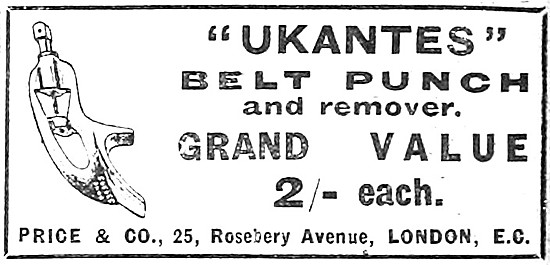 "UKANTES"
BELT PUNCH
and remover.
GRAND VALUE
2/- each.
PRICE & CO., 25, Rosebery Avenue, LONDON, E.C.